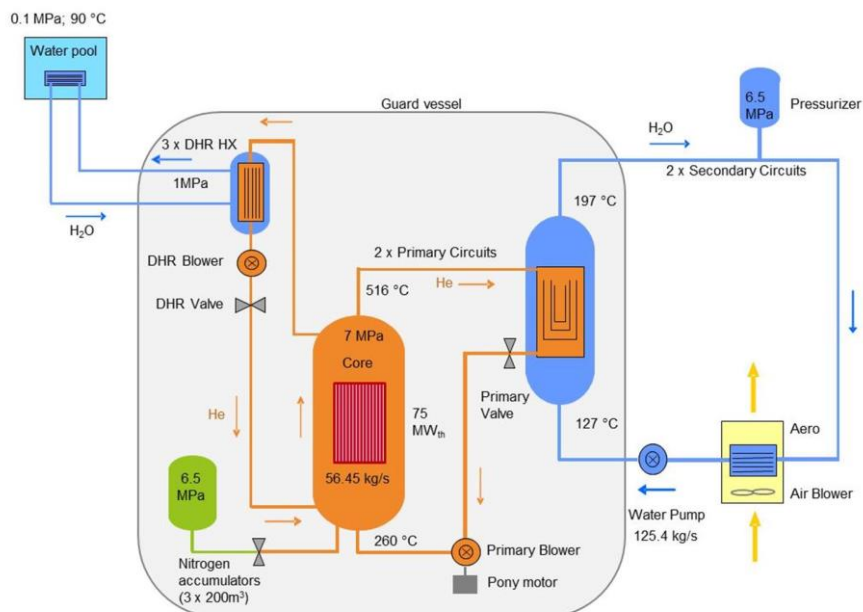 0.1 MPa; 90 °C
Water pool
Guard vessel
3 x DHR HX
1MPa
H₂O
DHR Blower
DHR Valve
He
6.5
MPa
Nitrogen
accumulators
(3 x 200m³)
7 MPa
Core
56.45 kg/s
75
MWth
516 °C
260 °C
2 x Primary Circuits
He
Primary
Valve
Primary Blower
Pony motor
197 °C
127 °C
H₂O
2 x Secondary Circuits
6.5
MPa
Pressurizer
Aero
Air Blower
Water Pump
125.4 kg/s